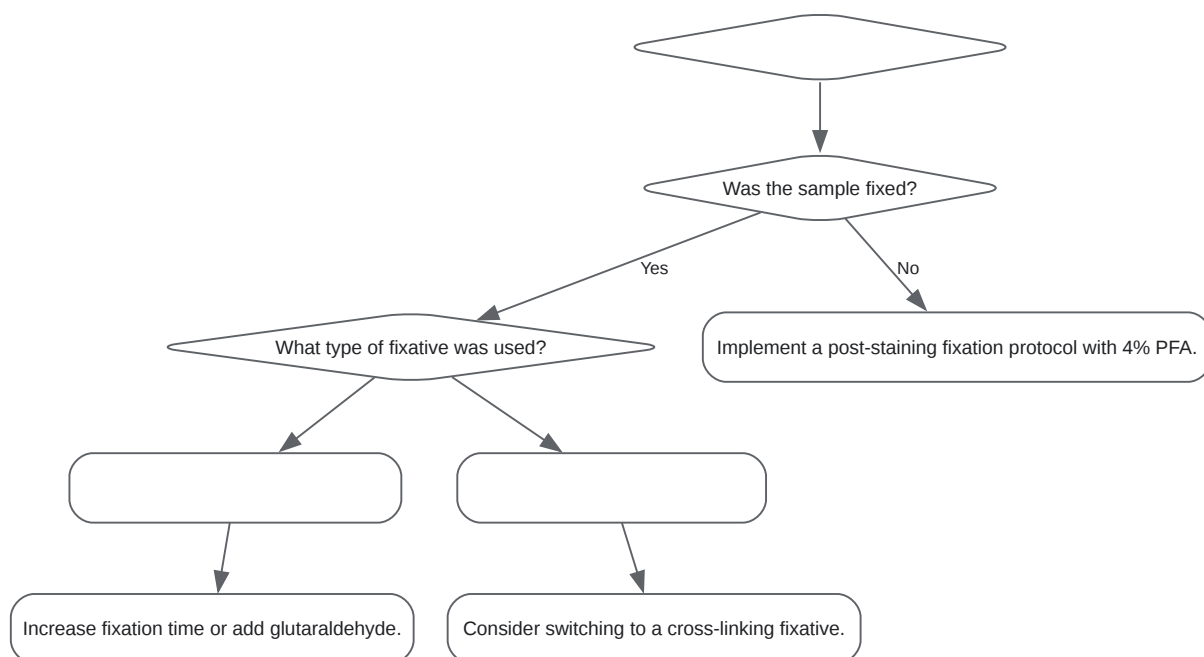 Was the sample fixed?
Yes
No
What type of fixative was used?
Implement a post-staining fixation protocol with 4% PFA.
Increase fixation time or add glutaraldehyde.
Consider switching to a cross-linking fixative.